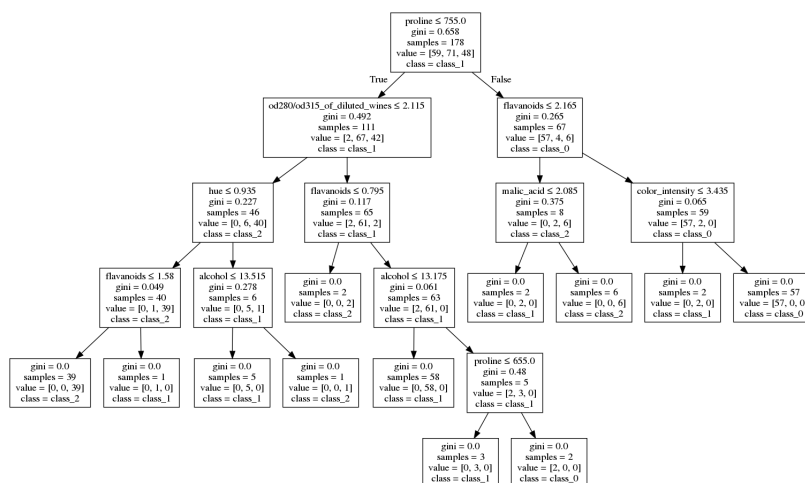 proline ≤ 755.0
gini = 0.658
samples = 178
value = [59, 71, 48]
class = class_1
True
False
od280/od315_of_diluted_wines ≤ 2.115
gini = 0.492
samples = 111
value = [2, 67, 42]
class = class_1
flavanoids ≤ 2.165
gini = 0.265
samples = 67
value = [57, 4, 6]
class = class_0
hue ≤ 0.935
gini = 0.227
samples = 46
value = [0, 6, 40]
class = class_2
flavanoids ≤ 0.795
gini = 0.117
samples = 65
value = [2, 61, 2]
class = class_1
malic_acid ≤ 2.085
gini = 0.375
samples = 8
value = [0, 2, 6]
class = class_2
color_intensity ≤ 3.435
gini = 0.065
samples = 59
value = [57, 2, 0]
class = class_0
flavanoids ≤ 1.58
gini = 0.049
samples = 40
value = [0, 1, 39]
class = class_2
alcohol ≤ 13.515
gini = 0.278
samples = 6
value = [0, 5, 1]
class = class_1
gini = 0.0
samples = 2
value = [0, 0, 2]
class = class_2
alcohol ≤ 13.175
gini = 0.061
samples = 63
value = [2, 61, 0]
class = class_1
gini = 0.0
samples = 2
value = [0, 2, 0]
class = class_1
gini = 0.0
samples = 6
value = [0, 0, 6]
class = class_2
gini = 0.0
samples = 2
value = [0, 2, 0]
class = class_1
gini = 0.0
samples = 57
value = [57, 0, 0]
class = class_0
gini = 0.0
samples = 39
value = [0, 0, 39]
class = class_2
gini = 0.0
samples = 1
value = [0, 1, 0]
class = class_1
gini = 0.0
samples = 5
value = [0, 5, 0]
class = class_1
gini = 0.0
samples = 1
value = [0, 0, 1]
class = class_2
gini = 0.0
samples = 58
value = [0, 58, 0]
class = class_1
proline ≤ 655.0
gini = 0.48
samples = 5
value = [2, 3, 0]
class = class_1
gini = 0.0
samples = 3
value = [0, 3, 0]
class = class_1
gini = 0.0
samples = 2
value = [2, 0, 0]
class = class_0